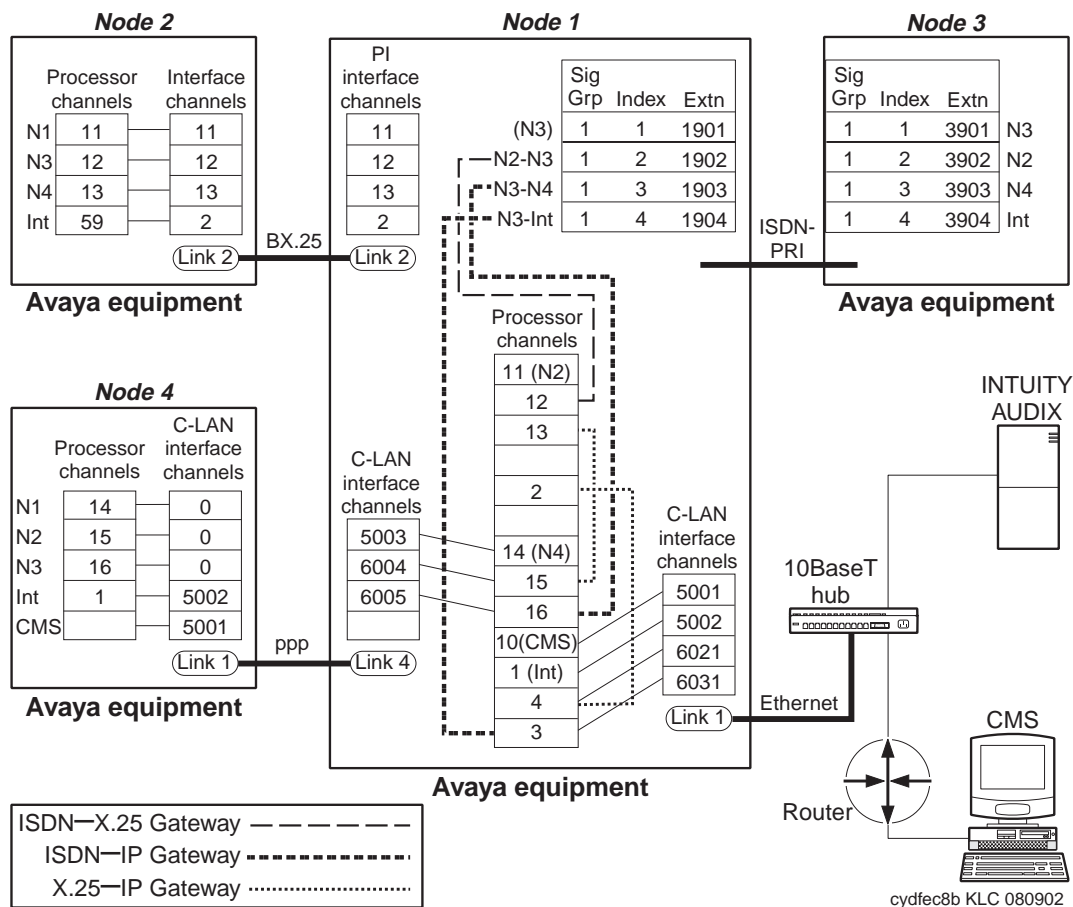 Node 2
Processor channels
Interface channels
N1 11 11
N3 12 12
N4 13 13
Int 59 2
Link 2
Avaya equipment
BX.25
Node 1
PI interface channels
11
12
13
2
Link 2
Sig Grp Index Extn
(N3) 1 1 1901
N2-N3 1 2 1902
N3-N4 1 3 1903
N3-Int 1 4 1904
ISDN-PRI
Node 3
Sig Grp Index Extn
1 1 3901 N3
1 2 3902 N2
1 3 3903 N4
1 4 3904 Int
Avaya equipment
Processor channels
11 (N2)
12
13
2
14 (N4)
15
16
10(CMS)
1 (Int)
4
3
Node 4
Processor channels
C-LAN interface channels
N1 14 0
N2 15 0
N3 16 0
Int 1 5002
CMS 5001
Link 1
Avaya equipment
ppp
C-LAN interface channels
5003
6004
6005
Link 4
C-LAN interface channels
5001
5002
6021
6031
Link 1
Ethernet
Avaya equipment
INTUITY AUDIX
10BaseT hub
CMS
Router
ISDN—X.25 Gateway
ISDN—IP Gateway
X.25—IP Gateway
cydfec8b KLC 080902